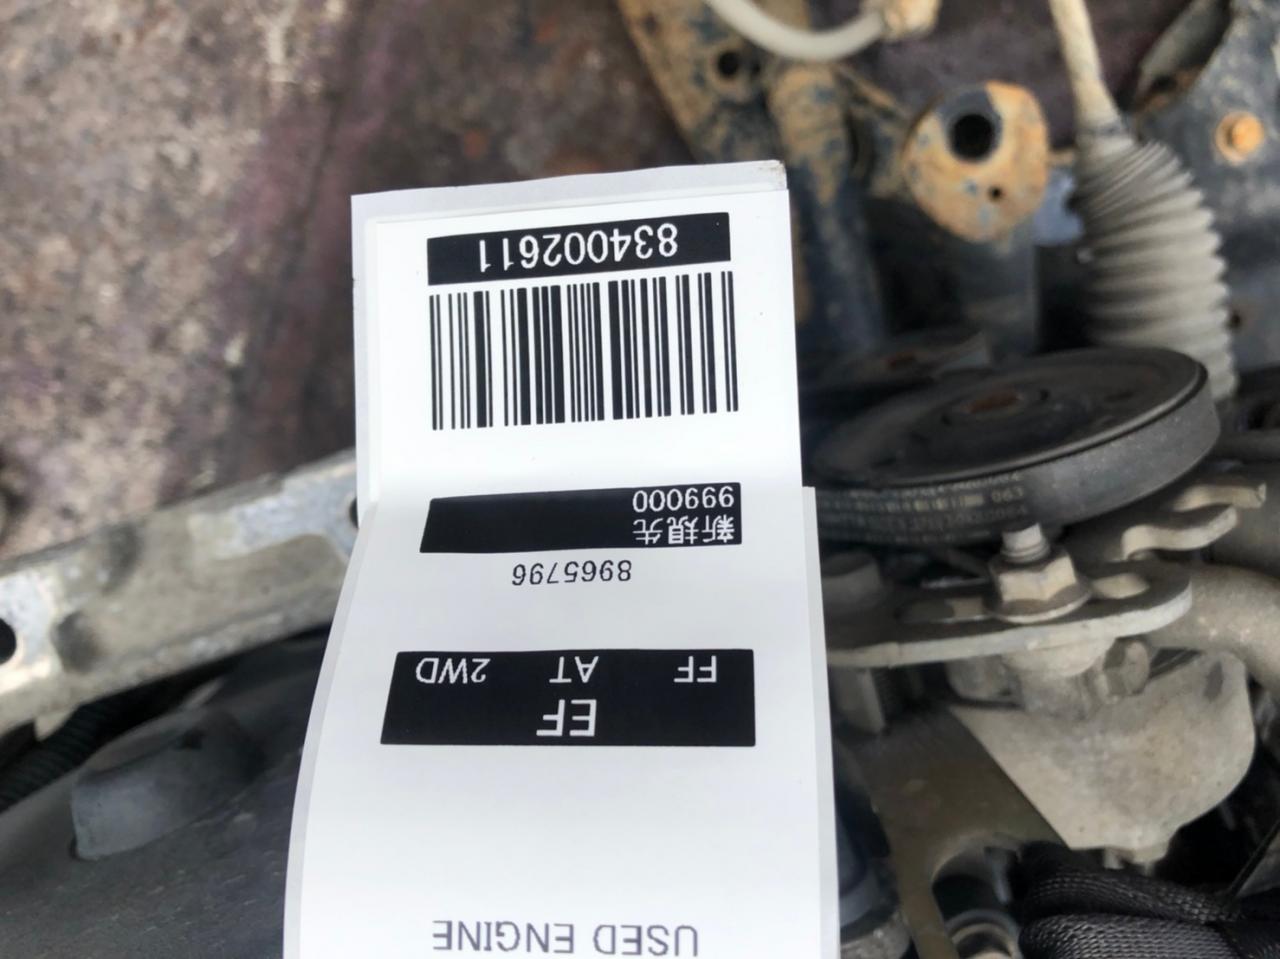 USED ENGINE
EF
FF AT 2WD
8965796
新規先
999000
834002611